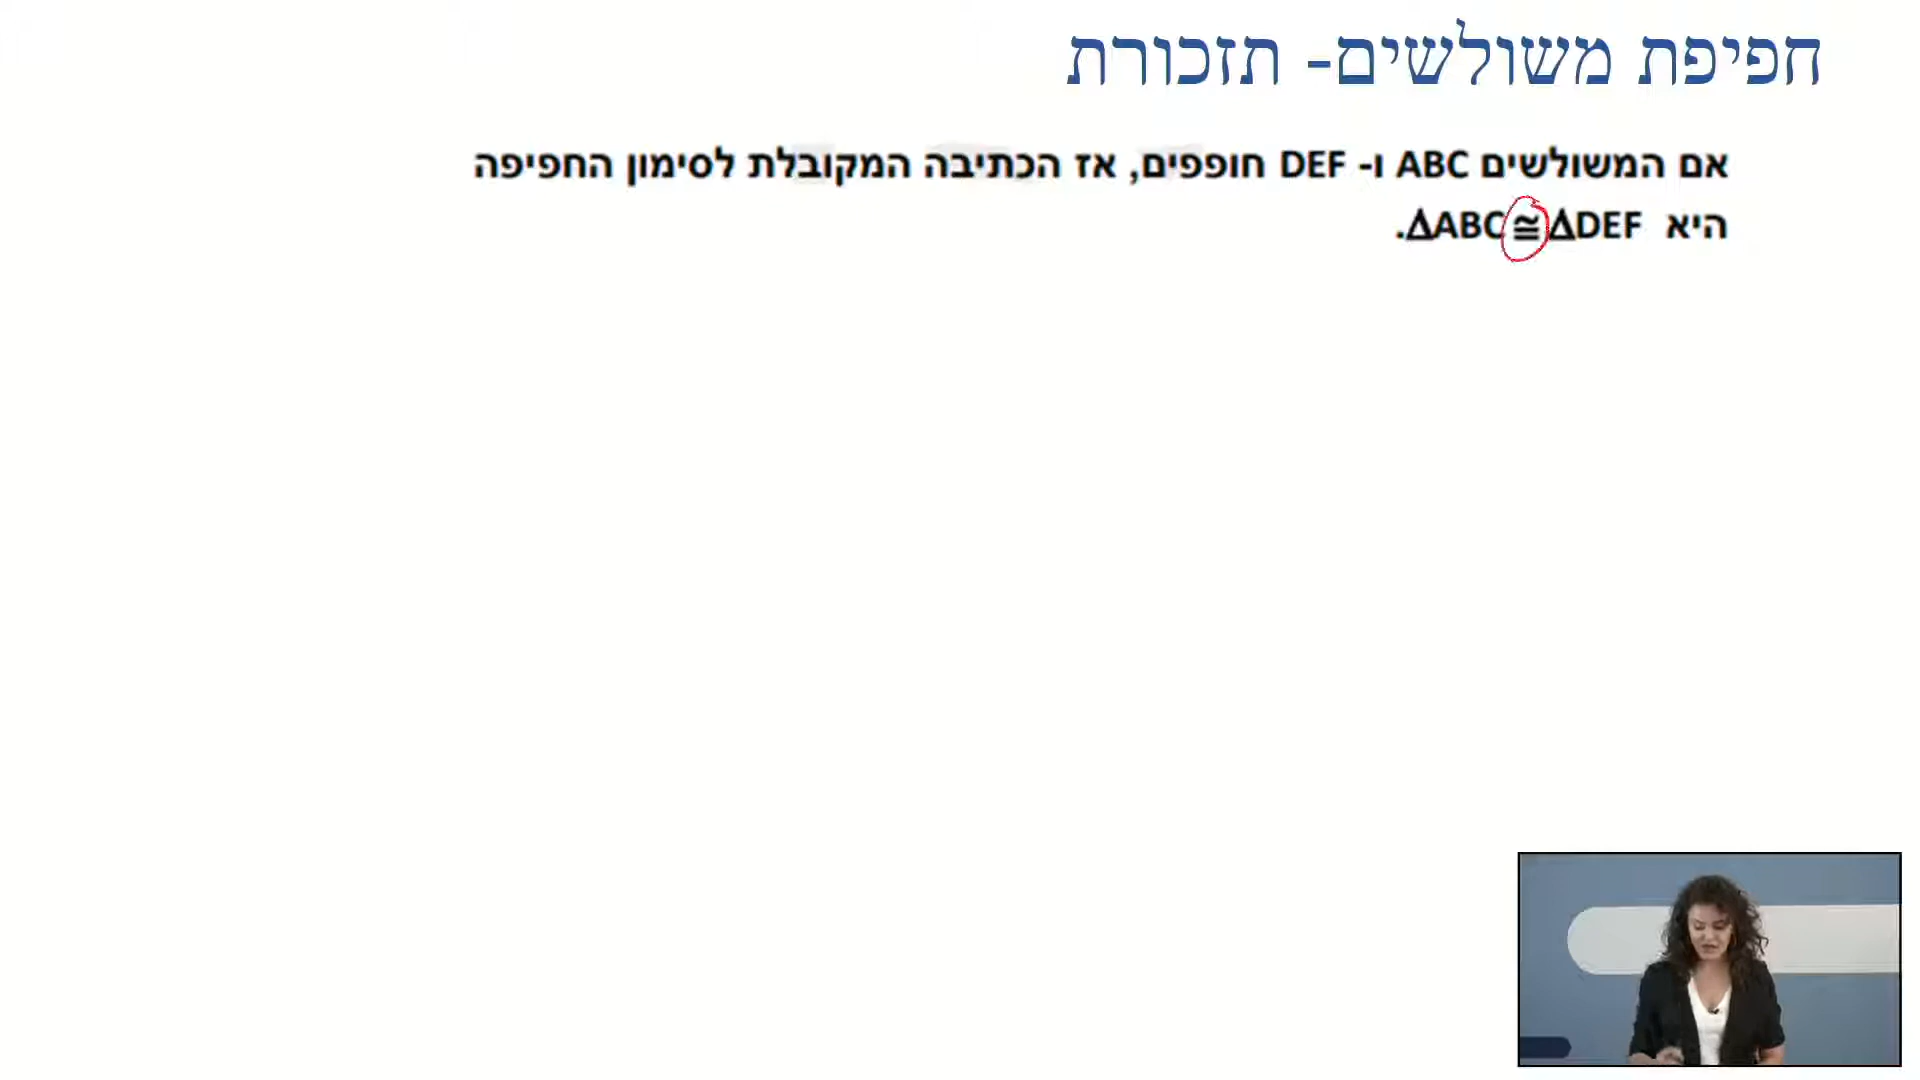 חפיפת משולשים- תזכורת
אם המשולשים ABC ו- DEF חופפים, אז הכתיבה המקובלת לסימון החפיפה
היא ΔABC≅ΔDEF.